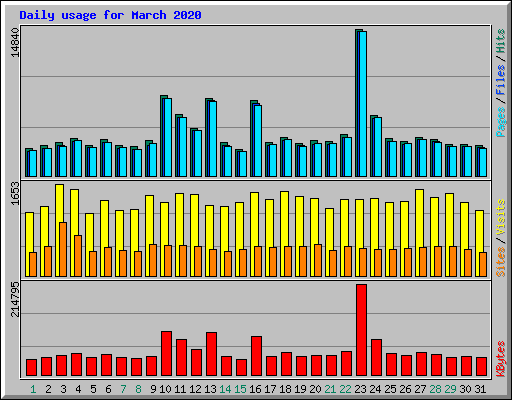 Daily usage for March 2020
14840
Pages / Files / Hits
1653
Sites / Visits
214795
KBytes
1 2 3 4 5 6 7 8 9 10 11 12 13 14 15 16 17 18 19 20 21 22 23 24 25 26 27 28 29 30 31